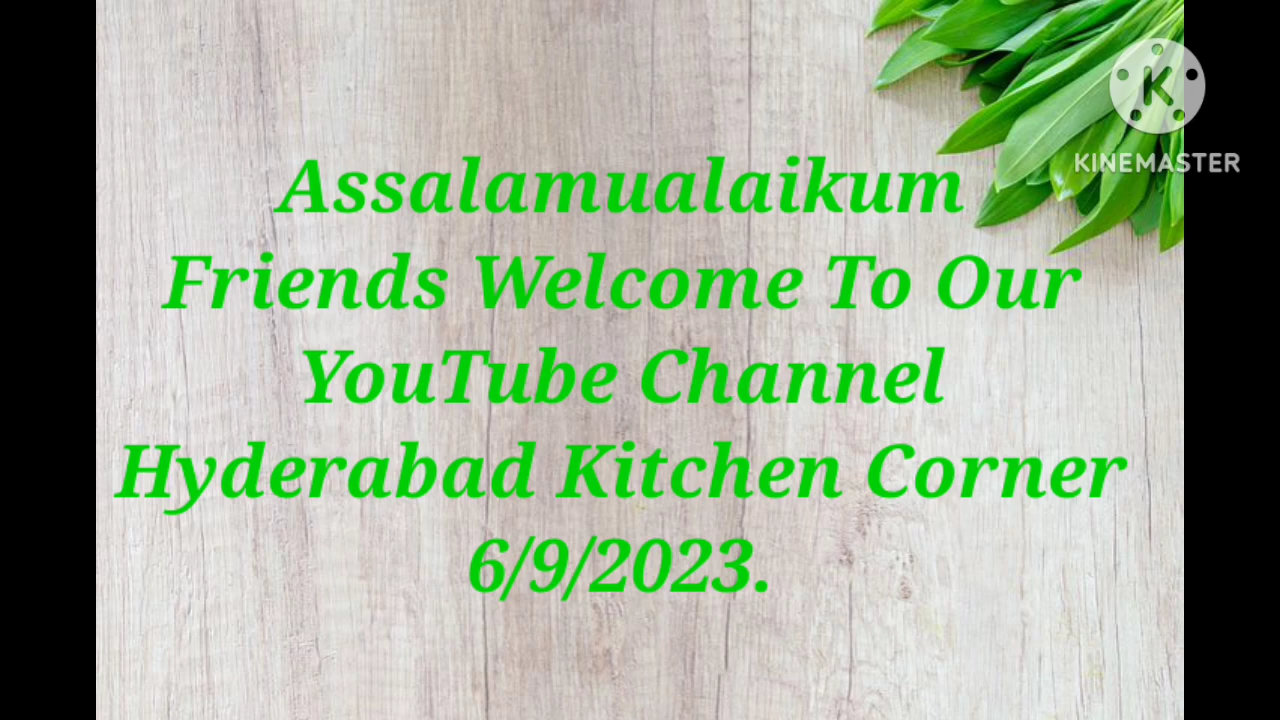 KINEMASTER
Assalamualaikum
Friends Welcome To Our
YouTube Channel
Hyderabad Kitchen Corner
6/9/2023.